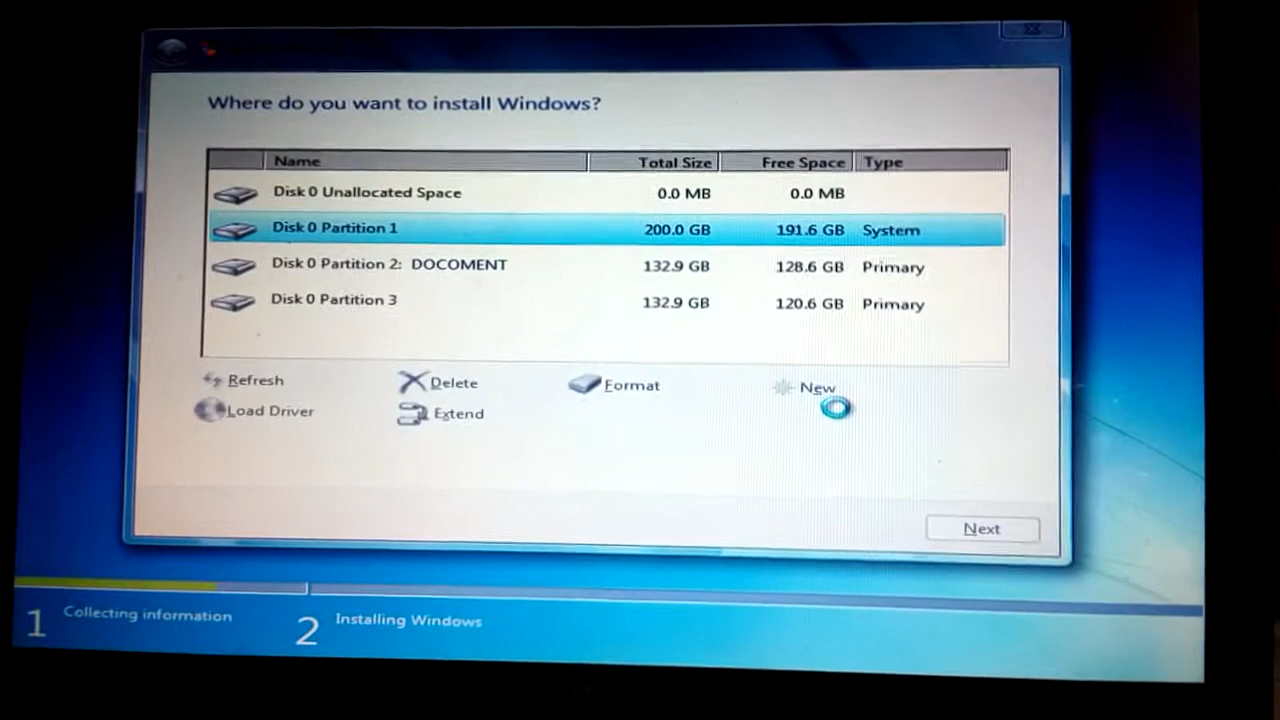 Where do you want to install Windows?
Name Total Size Free Space Type
Disk 0 Unallocated Space 0.0 MB 0.0 MB
Disk 0 Partition 1 200.0 GB 191.6 GB System
Disk 0 Partition 2: DOCOMENT 132.9 GB 128.6 GB Primary
Disk 0 Partition 3 132.9 GB 120.6 GB Primary
Refresh Delete Format New
Load Driver Extend
Next
1 Collecting information 2 Installing Windows